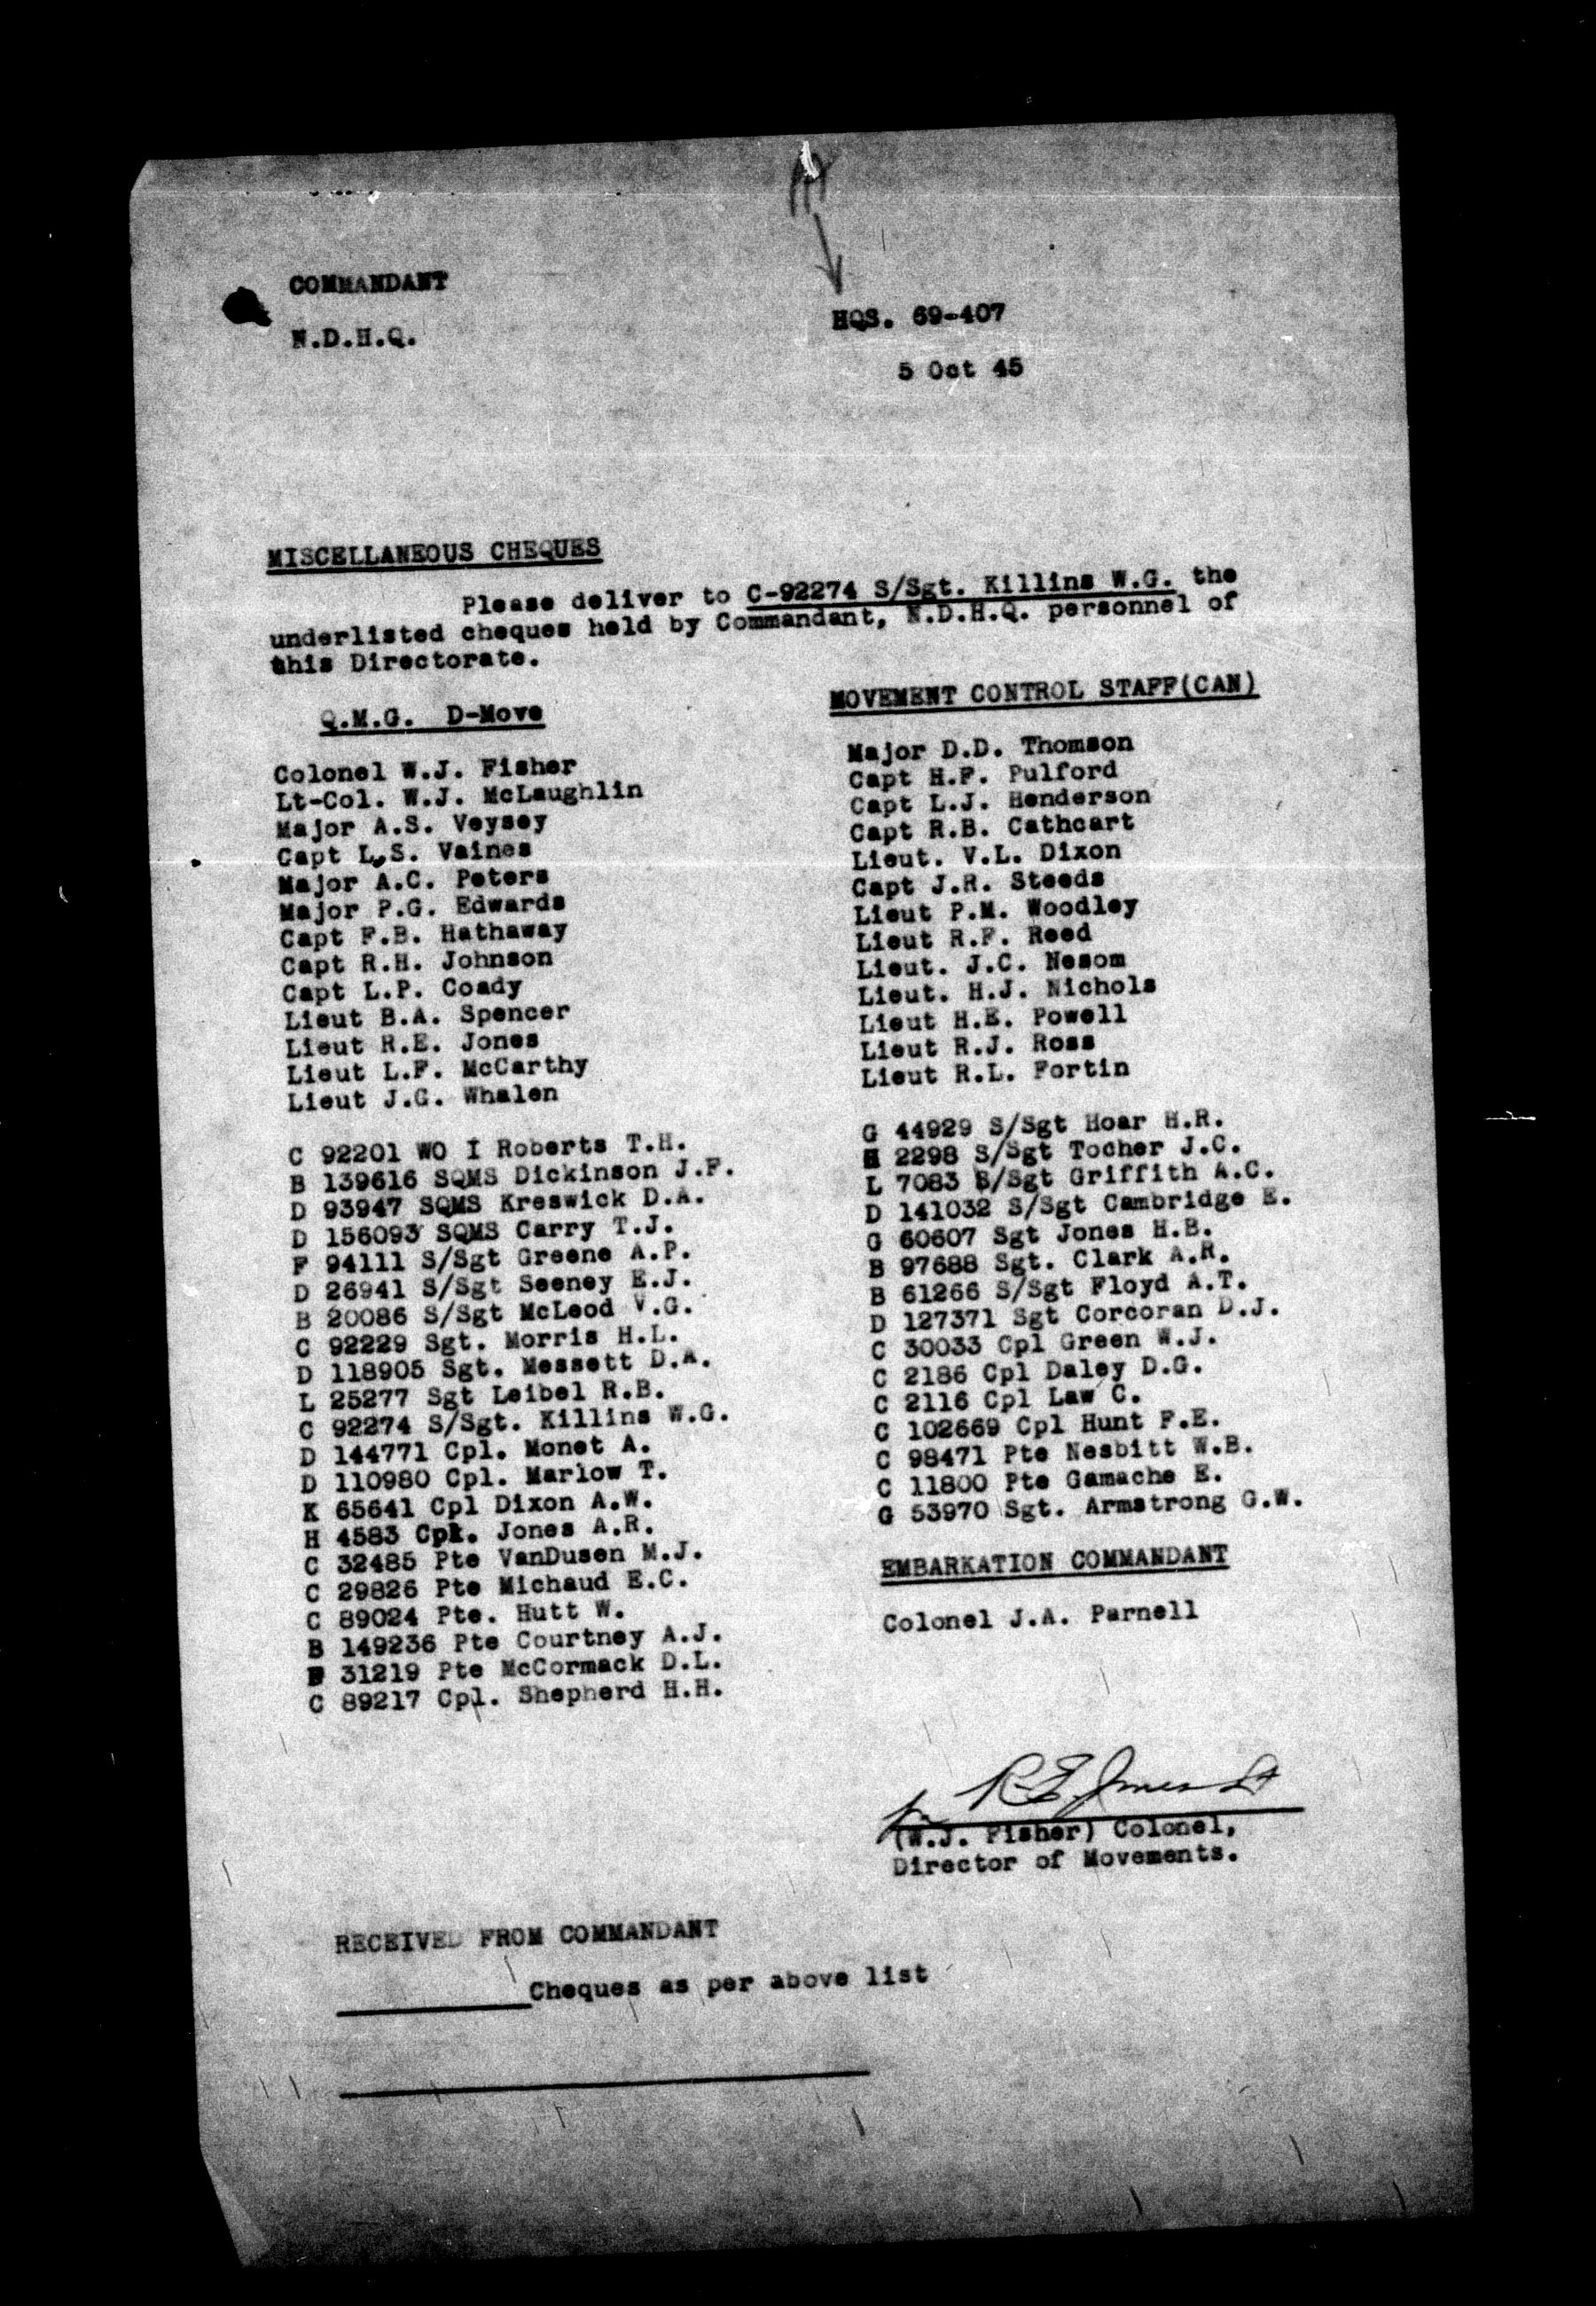 COMMANDANT
N.D.H.Q.
HQS. 69-407
5 Oct 45
MISCELLANEOUS CHEQUES
Please deliver to C-92274 S/Sgt. Killins W.G. the
underlisted cheques held by Commandant, N.D.H.Q. personnel of
this Directorate.
Q.M.G. D-Move
Colonel W.J. Fisher
Lt-Col. W.J. McLaughlin
Major A.S. Veysey
Capt L.S. Vaines
Major A.C. Peters
Major P.G. Edwards
Capt F.B. Hathaway
Capt R.H. Johnson
Capt L.P. Coady
Lieut B.A. Spencer
Lieut R.E. Jones
Lieut L.F. McCarthy
Lieut J.G. Whalen
C 92201 WO I Roberts T.H.
B 139616 SQMS Dickinson J.F.
D 93947 SQMS Kreswick D.A.
D 156093 SQMS Carry T.J.
F 94111 S/Sgt Greene A.P.
D 26941 S/Sgt Seeney E.J.
B 20086 S/Sgt McLeod V.G.
C 92229 Sgt. Morris H.L.
D 118905 Sgt. Messett D.A.
L 25277 Sgt Leibel R.B.
C 92274 S/Sgt. Killins W.G.
D 144771 Cpl. Monet A.
D 110980 Cpl. Marlow T.
K 65641 Cpl Dixon A.W.
H 4583 Cpl. Jones A.R.
C 32485 Pte VanDusen M.J.
C 29826 Pte Michaud E.C.
C 89024 Pte. Hutt W.
B 149236 Pte Courtney A.J.
31219 Pte McCormack D.L.
C 89217 Cpl. Shepherd H.H.
MOVEMENT CONTROL STAFF(CAN)
Major D.D. Thomson
Capt H.F. Pulford
Capt L.J. Henderson
Capt R.B. Cathcart
Lieut. V.L. Dixon
Capt J.R. Steeds
Lieut P.M. Woodley
Lieut R.F. Reed
Lieut. J.C. Nesom
Lieut. H.J. Nichols
Lieut H.E. Powell
Lieut R.J. Ross
Lieut R.L. Fortin
G 44929 S/Sgt Hoar H.R.
H 2298 S/Sgt Tocher J.C.
L 7083 S/Sgt Griffith A.C.
D 141032 S/Sgt Cambridge E.
G 60607 Sgt Jones H.B.
B 97688 Sgt. Clark A.R.
B 61266 S/Sgt Floyd A.T.
D 127371 Sgt Corcoran D.J.
C 30033 Cpl Green W.J.
C 2186 Cpl Daley D.G.
C 2116 Cpl Law C.
C 102669 Cpl Hunt F.E.
C 98471 Pte Nesbitt W.B.
C 11800 Pte Gamache E.
G 53970 Sgt. Armstrong G.W.
EMBARKATION COMMANDANT
Colonel J.A. Parnell
R E Jones Lt
(W.J. Fisher) Colonel,
Director of Movements.
RECEIVED FROM COMMANDANT
Cheques as per above list